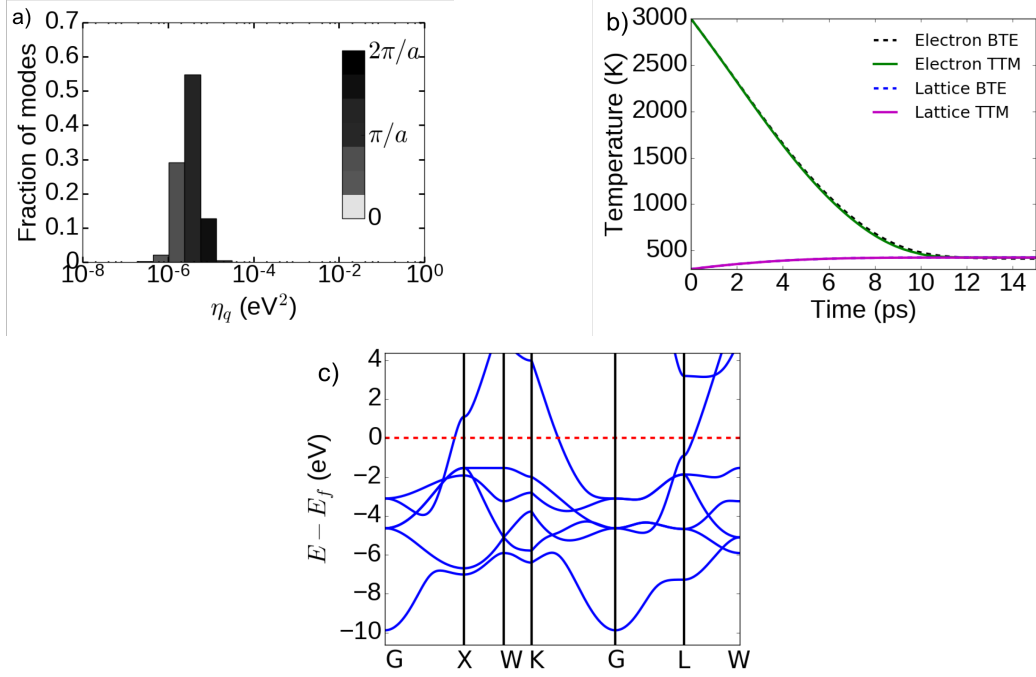 a)
0.7
0.6
0.5
0.4
0.3
0.2
0.1
0
Fraction of modes
2π/a
π/a
0
10⁻⁸ 10⁻⁶ 10⁻⁴ 10⁻² 10⁰
η_q (eV²)
b)
3000
2500
2000
1500
1000
500
Temperature (K)
Electron BTE
Electron TTM
Lattice BTE
Lattice TTM
0 2 4 6 8 10 12 14
Time (ps)
c)
4
2
0
−2
−4
−6
−8
−10
E − E_f (eV)
G X W K G L W